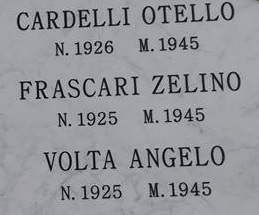 CARDELLI OTELLO
N. 1926 M. 1945
FRASCARI ZELINO
N. 1925 M. 1945
VOLTA ANGELO
N. 1925 M. 1945